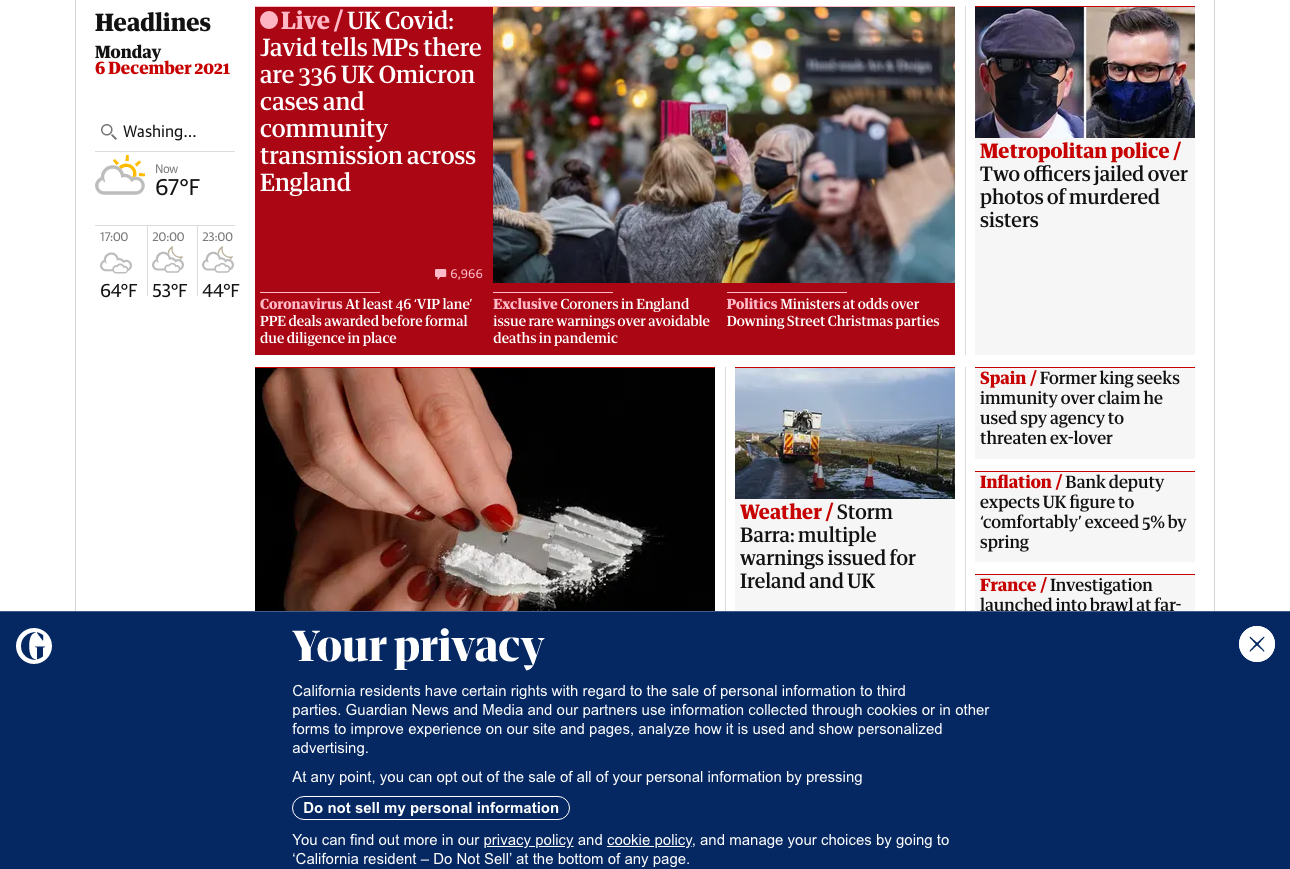 Headlines
Monday
6 December 2021
Washing...
Now
67°F
17:00
64°F
20:00
53°F
23:00
44°F
Live / UK Covid:
Javid tells MPs there
are 336 UK Omicron
cases and
community
transmission across
England
6,966
Coronavirus At least 46 ‘VIP lane’
PPE deals awarded before formal
due diligence in place
Exclusive Coroners in England
issue rare warnings over avoidable
deaths in pandemic
Politics Ministers at odds over
Downing Street Christmas parties
Metropolitan police /
Two officers jailed over
photos of murdered
sisters
Weather / Storm
Barra: multiple
warnings issued for
Ireland and UK
Spain / Former king seeks
immunity over claim he
used spy agency to
threaten ex-lover
Inflation / Bank deputy
expects UK figure to
‘comfortably’ exceed 5% by
spring
France / Investigation
launched into brawl at far-
Your privacy
California residents have certain rights with regard to the sale of personal information to third
parties. Guardian News and Media and our partners use information collected through cookies or in other
forms to improve experience on our site and pages, analyze how it is used and show personalized
advertising.
At any point, you can opt out of the sale of all of your personal information by pressing
Do not sell my personal information
You can find out more in our privacy policy and cookie policy, and manage your choices by going to
‘California resident – Do Not Sell’ at the bottom of any page.